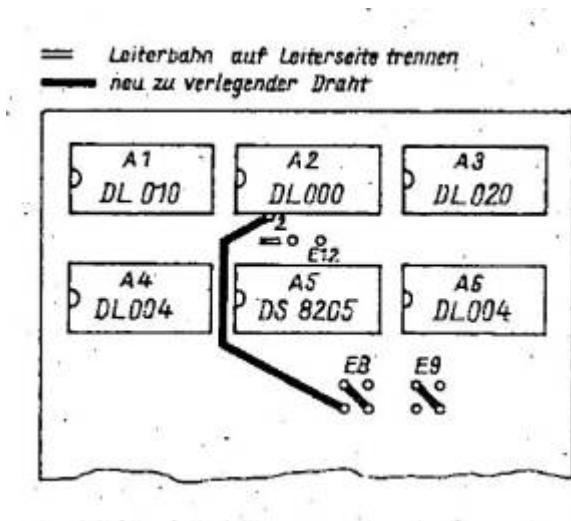 Leiterbahn auf Leiterseite trennen
neu zu verlegender Draht
A1 A2 A3
DL 010 DL000 DL020
2
E12
A4 A5 A6
DL004 DS 8205 DL004
E8 E9